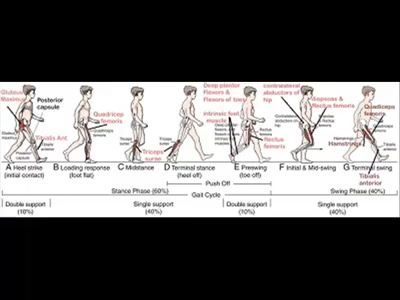 Gluteus
Maximus
Posterior
capsule
Tibialis Ant
Quadricep
femoris
Triceps
surae
Deep plantar
Flexors &
Flexors of toes
intrinsic foot
muscle
contralateral
abductors of
hip
Rectus
femoris
Iliopsoas &
Rectus femoris
Quadriceps
femoris
Hamstrings
Tibialis
anterior
A Heel strike
(initial contact)
B Loading response
(foot flat)
C Midstance
D Terminal stance
(heel off)
E Preswing
(toe off)
F Initial & Mid-swing
G Terminal swing
Push Off
Stance Phase (60%)
Swing Phase (40%)
Gait Cycle
Double support
(10%)
Single support
(40%)
Double support
(10%)
Single support
(40%)